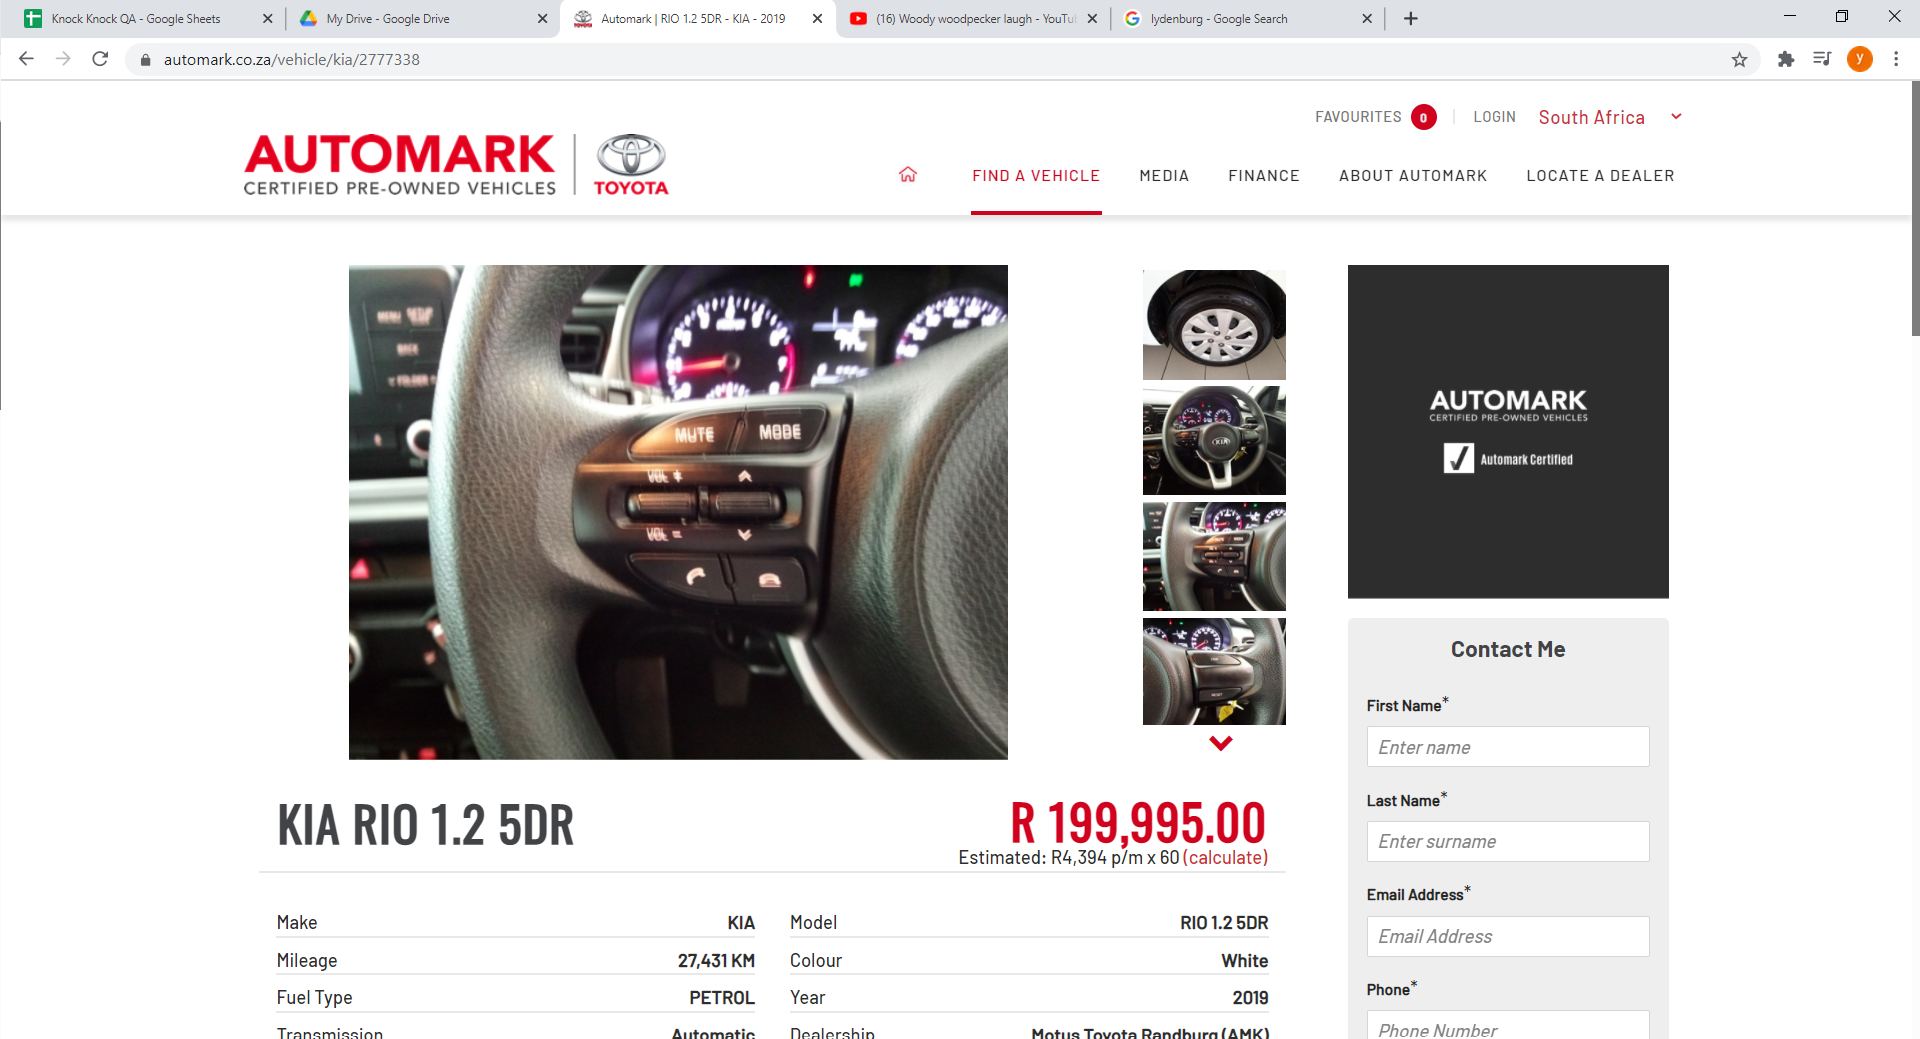 Knock Knock QA - Google Sheets
My Drive - Google Drive
Automark | RIO 1.2 5DR - KIA - 2019
(16) Woody woodpecker laugh - YouTu
lydenburg - Google Search
automark.co.za/vehicle/kia/2777338
y
FAVOURITES 0
LOGIN
South Africa
AUTOMARK
CERTIFIED PRE-OWNED VEHICLES
TOYOTA
FIND A VEHICLE
MEDIA
FINANCE
ABOUT AUTOMARK
LOCATE A DEALER
MENU
BACK
FOLDER
MUTE
MODE
VOL +
VOL -
KIA
AUTOMARK
CERTIFIED PRE-OWNED VEHICLES
Automark Certified
KIA RIO 1.2 5DR
R 199,995.00
Estimated: R4,394 p/m x 60 (calculate)
Make KIA
Model RIO 1.2 5DR
Mileage 27,431 KM
Colour White
Fuel Type PETROL
Year 2019
Transmission Automatic
Dealership Motus Toyota Randburg (AMK)
Contact Me
First Name*
Enter name
Last Name*
Enter surname
Email Address*
Email Address
Phone*
Phone Number